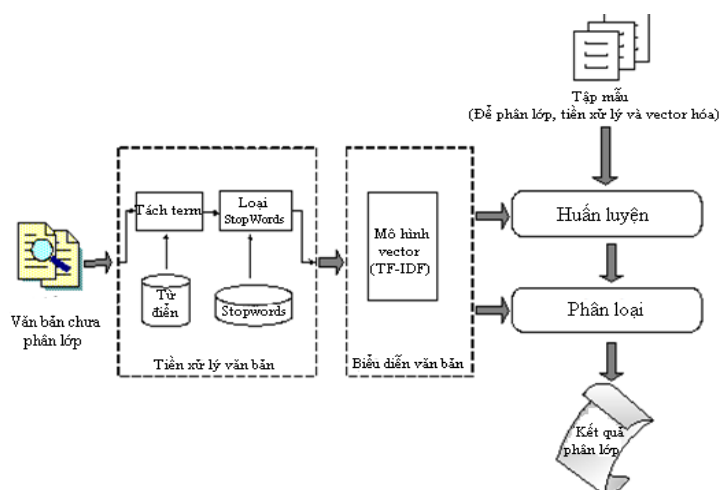 Tập mẫu
(Để phân lớp, tiền xử lý và vector hóa)
Tách term
Loại
StopWords
Từ
điển
Stopwords
Văn bản chưa
phân lớp
Tiền xử lý văn bản
Mô hình
vector
(TF-IDF)
Biểu diễn văn bản
Huấn luyện
Phân loại
Kết quả
phân lớp